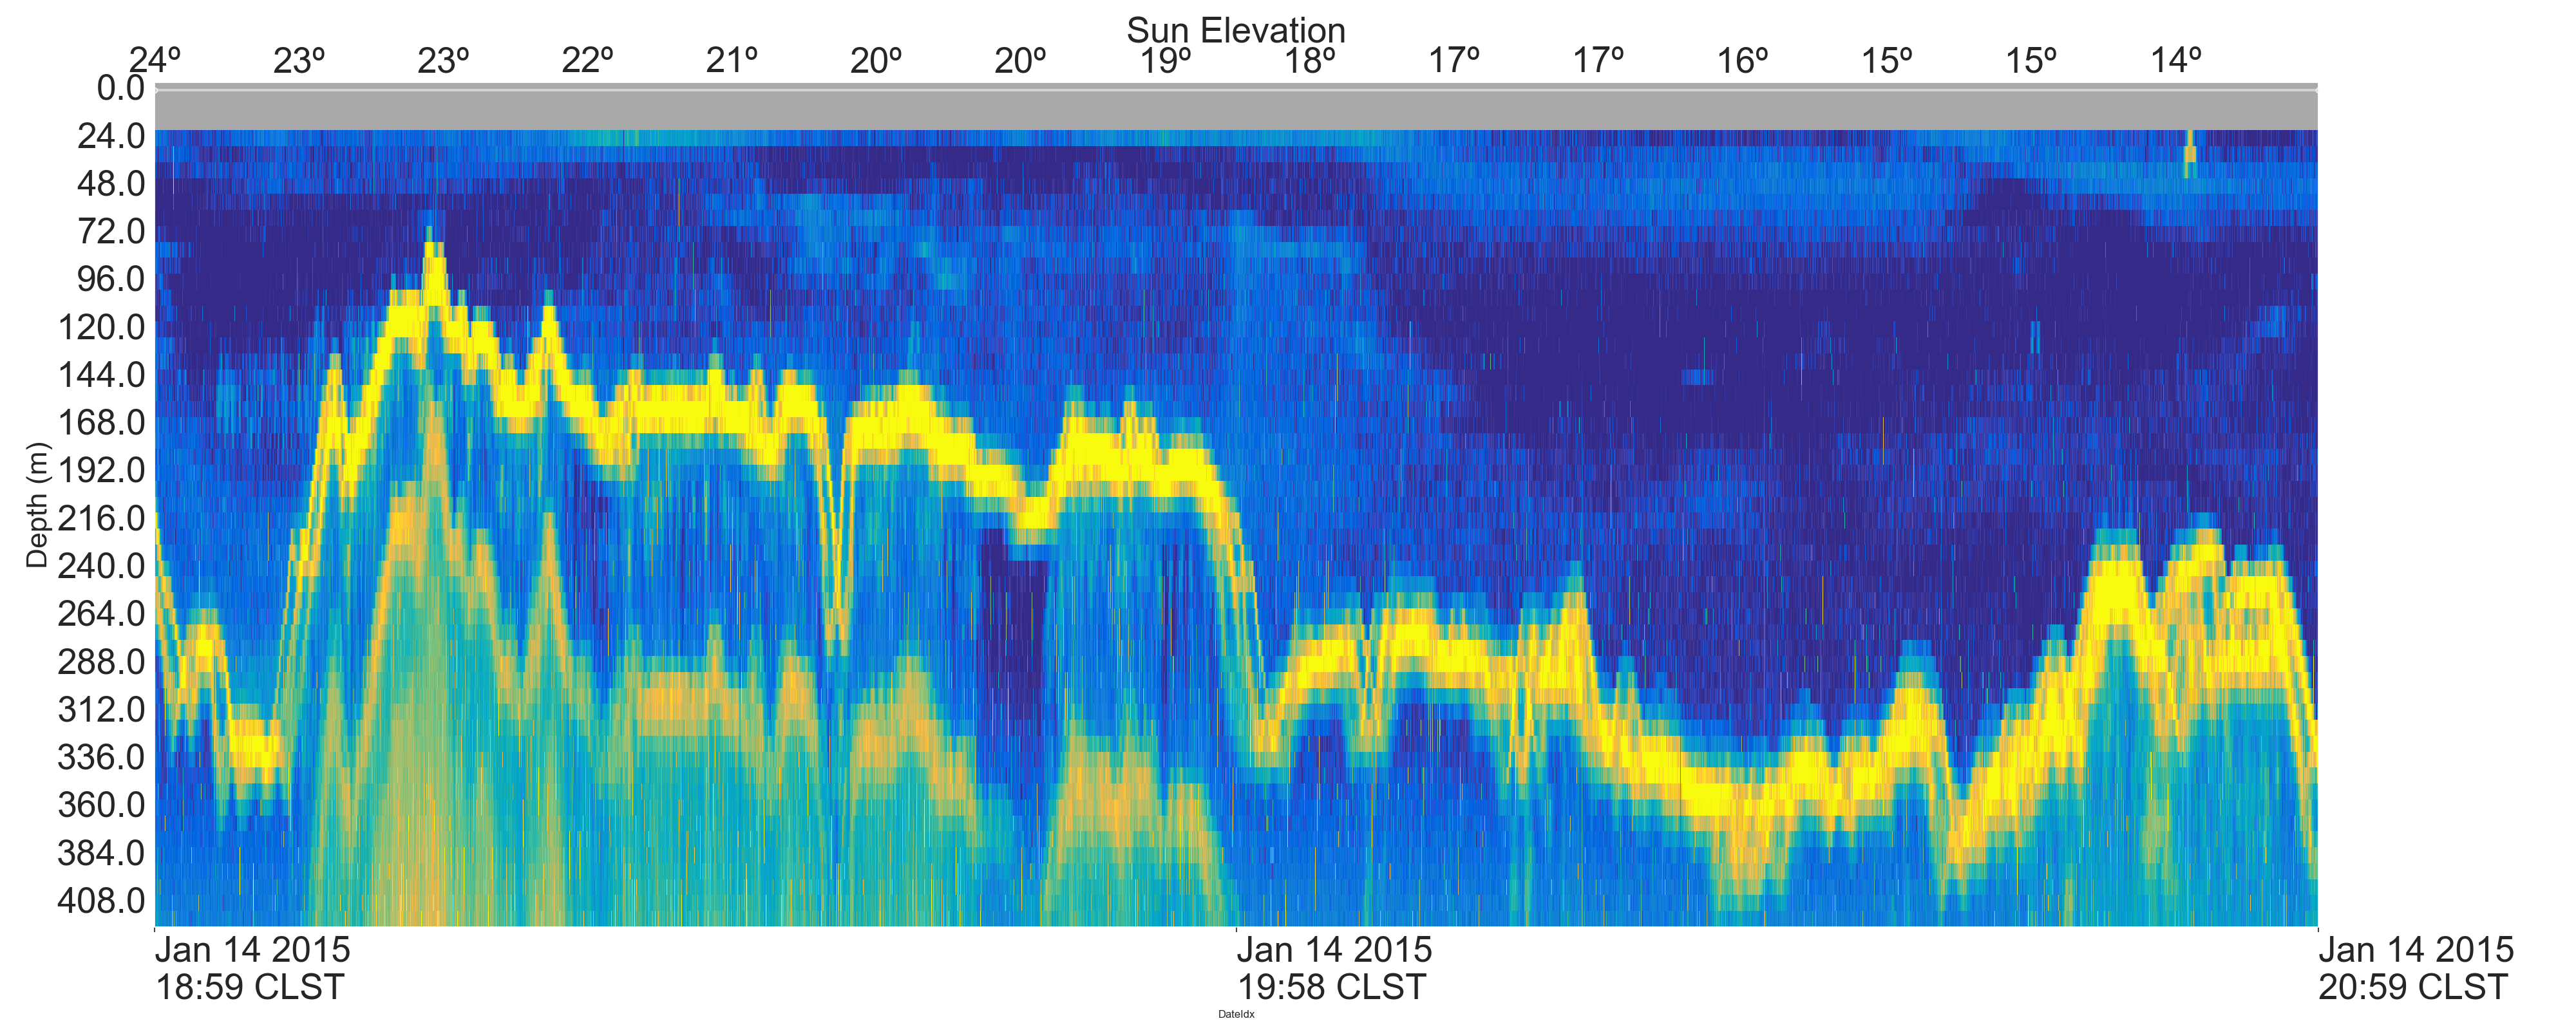 Sun Elevation
24º 23º 23º 22º 21º 20º 20º 19º 18º 17º 17º 16º 15º 15º 14º
0.0
24.0
48.0
72.0
96.0
120.0
144.0
168.0
192.0
216.0
240.0
264.0
288.0
312.0
336.0
360.0
384.0
408.0
Depth (m)
Jan 14 2015
18:59 CLST
Jan 14 2015
19:58 CLST
Jan 14 2015
20:59 CLST
DateIdx